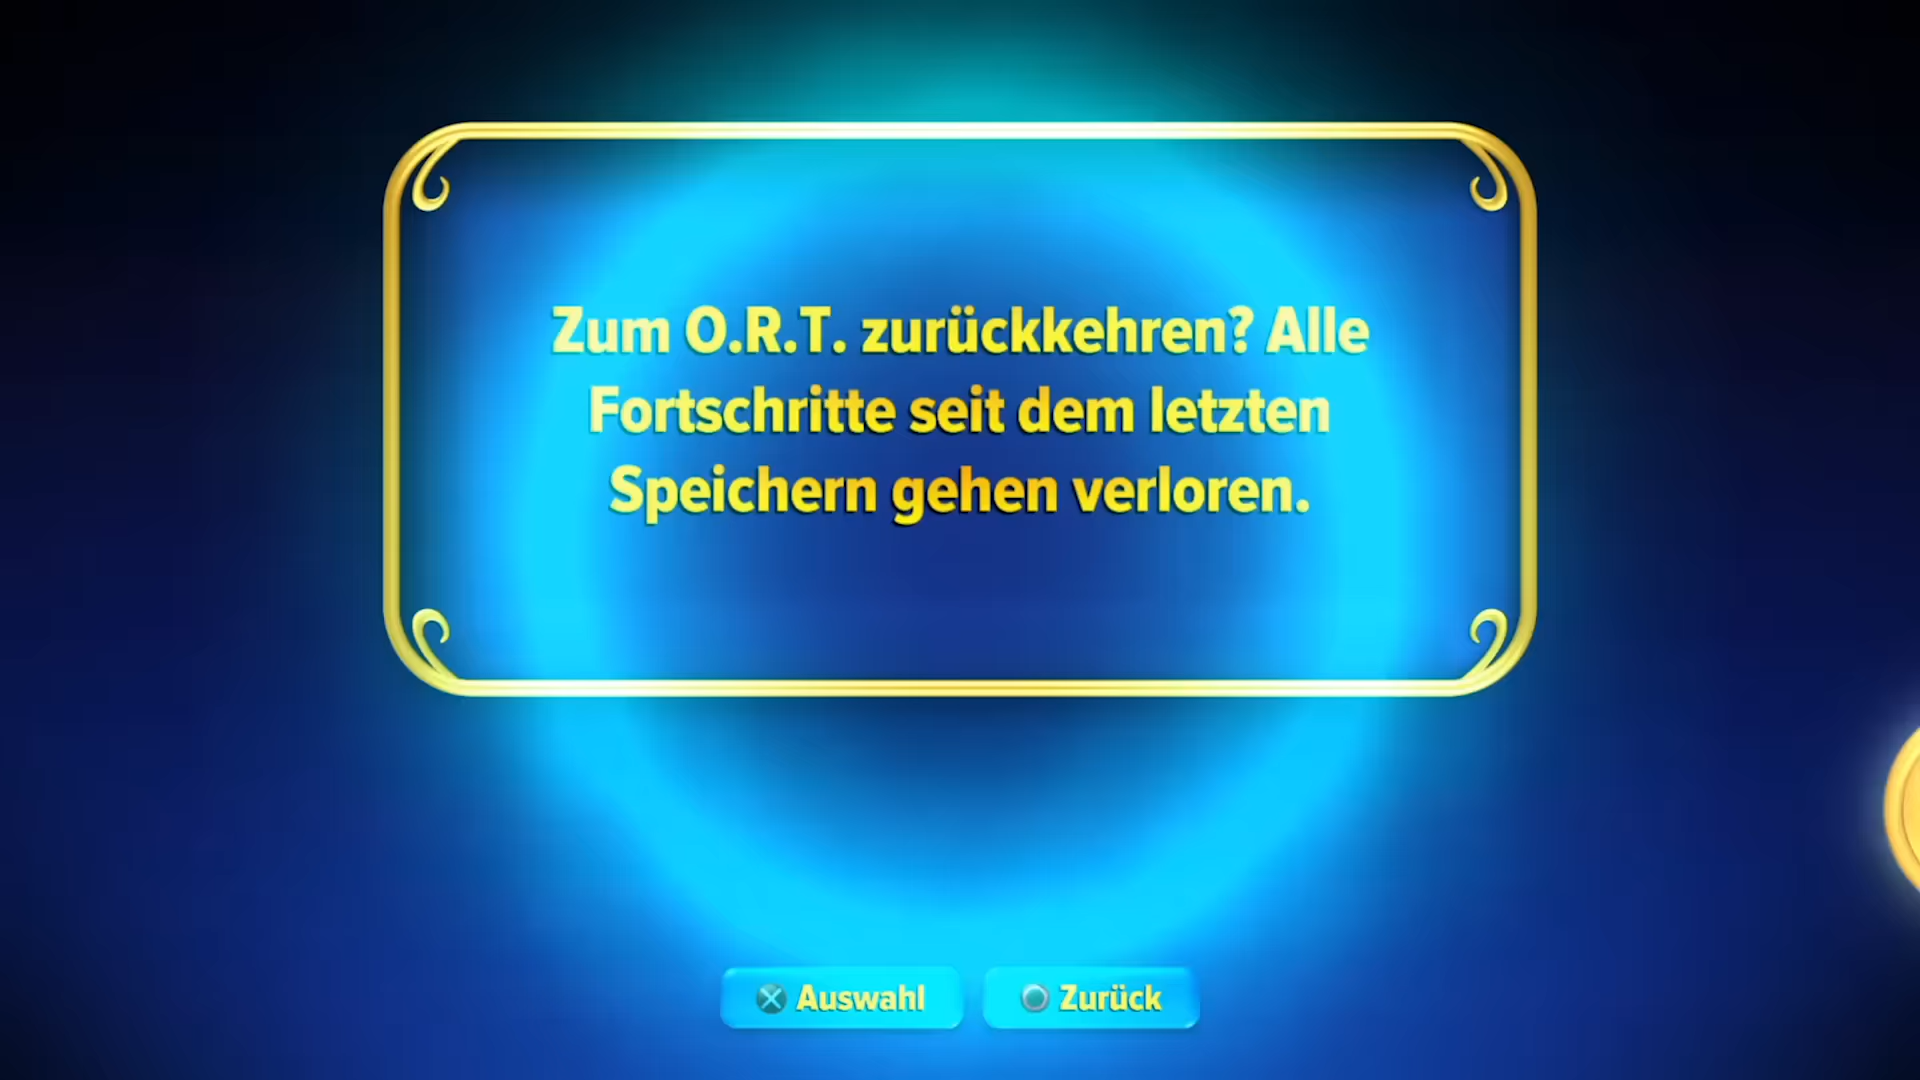 Zum O.R.T. zurückkehren? Alle
Fortschritte seit dem letzten
Speichern gehen verloren.
Auswahl
Zurück